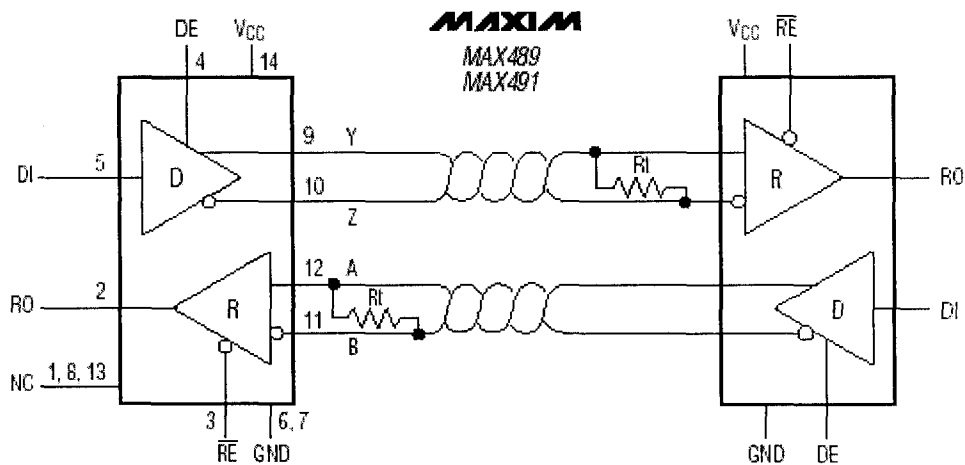 MAXIM
MAX489
MAX491
DE
4
VCC
14
VCC
RE
DI
5
D
9
Y
10
Z
Rt
R
RO
RO
2
R
12
A
11
B
Rt
D
DI
NC
1, 8, 13
3
RE
6, 7
GND
GND
DE